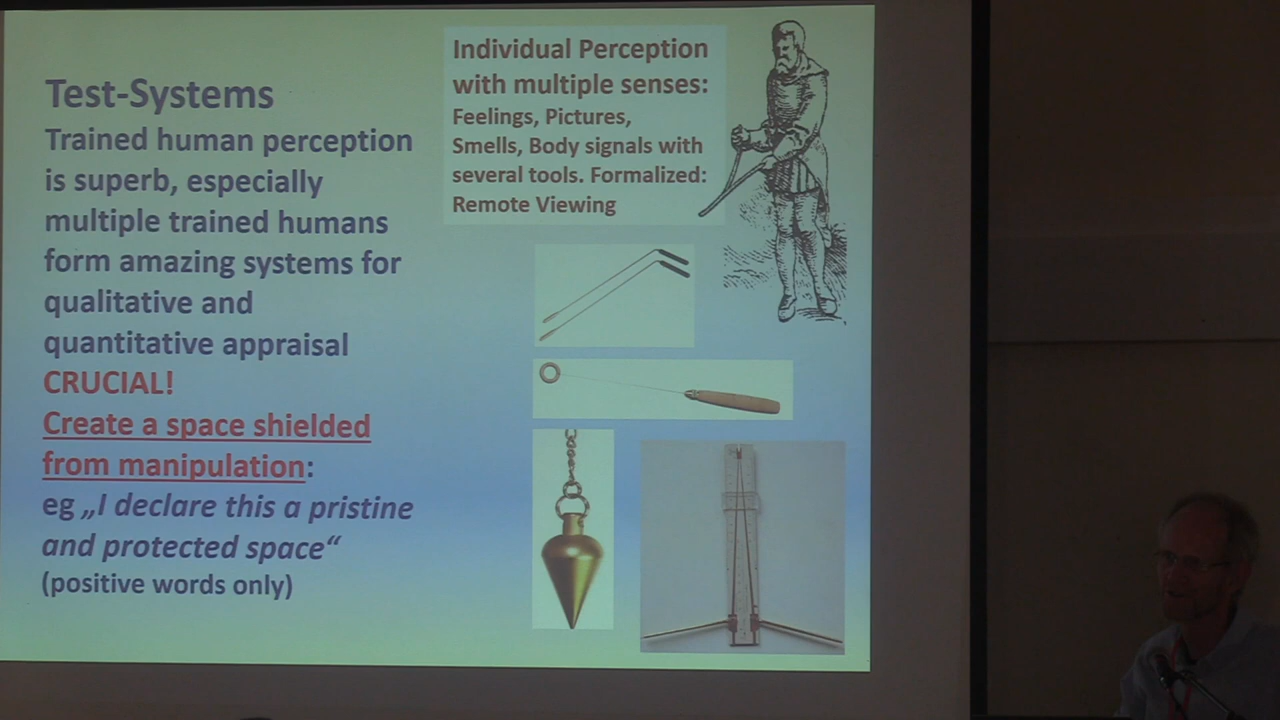 Test-Systems
Trained human perception
is superb, especially
multiple trained humans
form amazing systems for
qualitative and
quantitative appraisal
CRUCIAL!
Create a space shielded
from manipulation:
eg „I declare this a pristine
and protected space“
(positive words only)
Individual Perception
with multiple senses:
Feelings, Pictures,
Smells, Body signals with
several tools. Formalized:
Remote Viewing